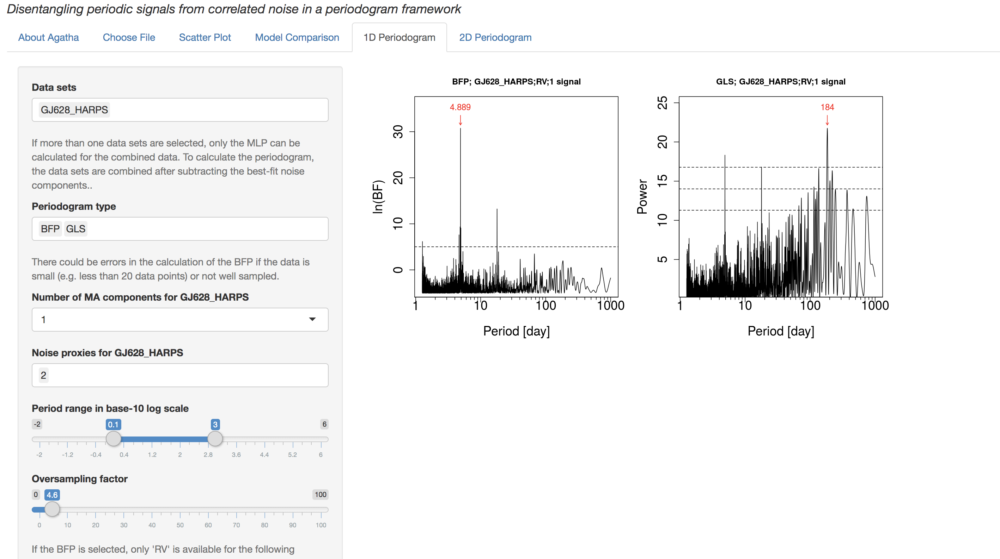 Disentangling periodic signals from correlated noise in a periodogram framework
About Agatha
Choose File
Scatter Plot
Model Comparison
1D Periodogram
2D Periodogram
Data sets
GJ628_HARPS
If more than one data sets are selected, only the MLP can be
calculated for the combined data. To calculate the periodogram,
the data sets are combined after subtracting the best-fit noise
components..
Periodogram type
BFP GLS
There could be errors in the calculation of the BFP if the data is
small (e.g. less than 20 data points) or not well sampled.
Number of MA components for GJ628_HARPS
1
Noise proxies for GJ628_HARPS
2
Period range in base-10 log scale
-2 0.1 3 6
-2 -1.2 -0.4 0.4 1.2 2 2.8 3.6 4.4 5.2 6
Oversampling factor
0 4.6 100
0 10 20 30 40 50 60 70 80 90 100
If the BFP is selected, only 'RV' is available for the following
BFP; GJ628_HARPS;RV;1 signal
4.889
ln(BF)
30
20
10
0
1 10 100 1000
Period [day]
GLS; GJ628_HARPS;RV;1 signal
184
Power
25
20
15
10
5
1 10 100 1000
Period [day]